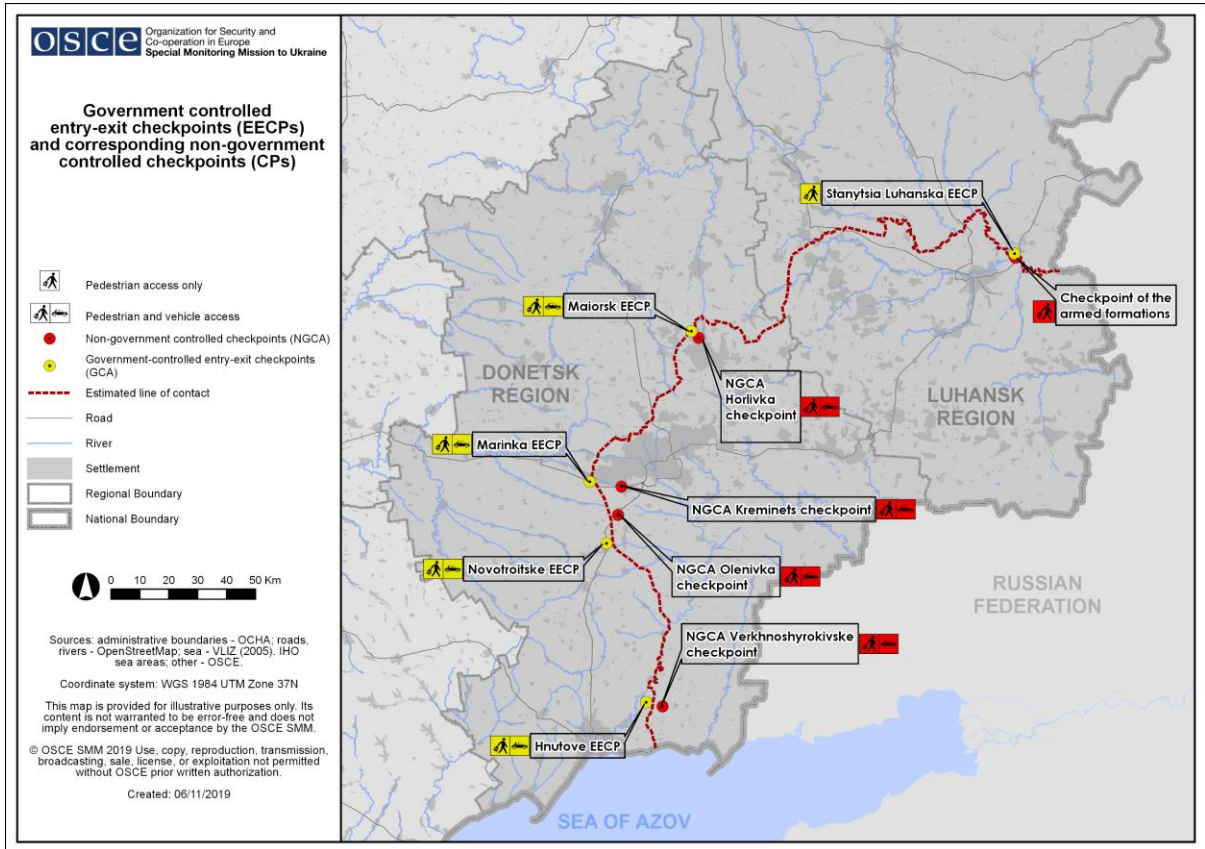 OSCE
Organization for Security and
Co-operation in Europe
Special Monitoring Mission to Ukraine
Government controlled
entry-exit checkpoints (EECPs)
and corresponding non-government
controlled checkpoints (CPs)
Pedestrian access only
Pedestrian and vehicle access
Non-government controlled checkpoints (NGCA)
Government-controlled entry-exit checkpoints
(GCA)
Estimated line of contact
Road
River
Settlement
Regional Boundary
National Boundary
0 10 20 30 40 50 Km
Sources: administrative boundaries - OCHA; roads,
rivers - OpenStreetMap; sea - VLIZ (2005). IHO
sea areas; other - OSCE.
Coordinate system: WGS 1984 UTM Zone 37N
This map is provided for illustrative purposes only. Its
content is not warranted to be error-free and does not
imply endorsement or acceptance by the OSCE SMM.
© OSCE SMM 2019 Use, copy, reproduction, transmission,
broadcasting, sale, license, or exploitation not permitted
without OSCE prior written authorization.
Created: 06/11/2019
Stanytsia Luhanska EECP
Checkpoint of the
armed formations
Maiorsk EECP
DONETSK
REGION
NGCA
Horlivka
checkpoint
LUHANSK
REGION
Marinka EECP
NGCA Kreminets checkpoint
Novotroitske EECP
NGCA Olenivka
checkpoint
RUSSIAN
FEDERATION
NGCA Verkhnoshyrokivske
checkpoint
Hnutove EECP
SEA OF AZOV